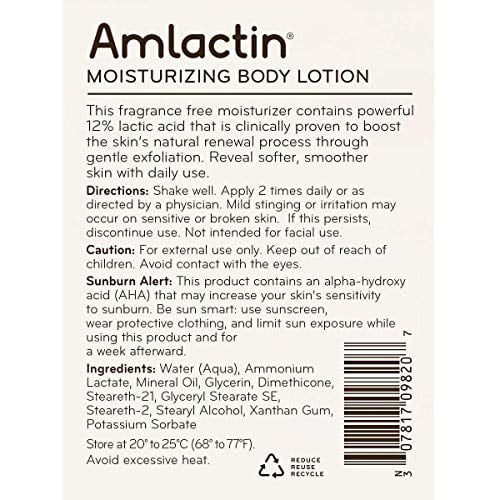 Amlactin®
MOISTURIZING BODY LOTION
This fragrance free moisturizer contains powerful
12% lactic acid that is clinically proven to boost
the skin's natural renewal process through
gentle exfoliation. Reveal softer, smoother
skin with daily use.
Directions: Shake well. Apply 2 times daily or as
directed by a physician. Mild stinging or irritation may
occur on sensitive or broken skin. If this persists,
discontinue use. Not intended for facial use.
Caution: For external use only. Keep out of reach of
children. Avoid contact with the eyes.
Sunburn Alert: This product contains an alpha-hydroxy
acid (AHA) that may increase your skin's sensitivity
to sunburn. Be sun smart: use sunscreen,
wear protective clothing, and limit sun exposure while
using this product and for
a week afterward.
Ingredients: Water (Aqua), Ammonium
Lactate, Mineral Oil, Glycerin, Dimethicone,
Steareth-21, Glyceryl Stearate SE,
Steareth-2, Stearyl Alcohol, Xanthan Gum,
Potassium Sorbate
Store at 20° to 25°C (68° to 77°F).
Avoid excessive heat.
REDUCE
REUSE
RECYCLE
N
3 07817 09820 7